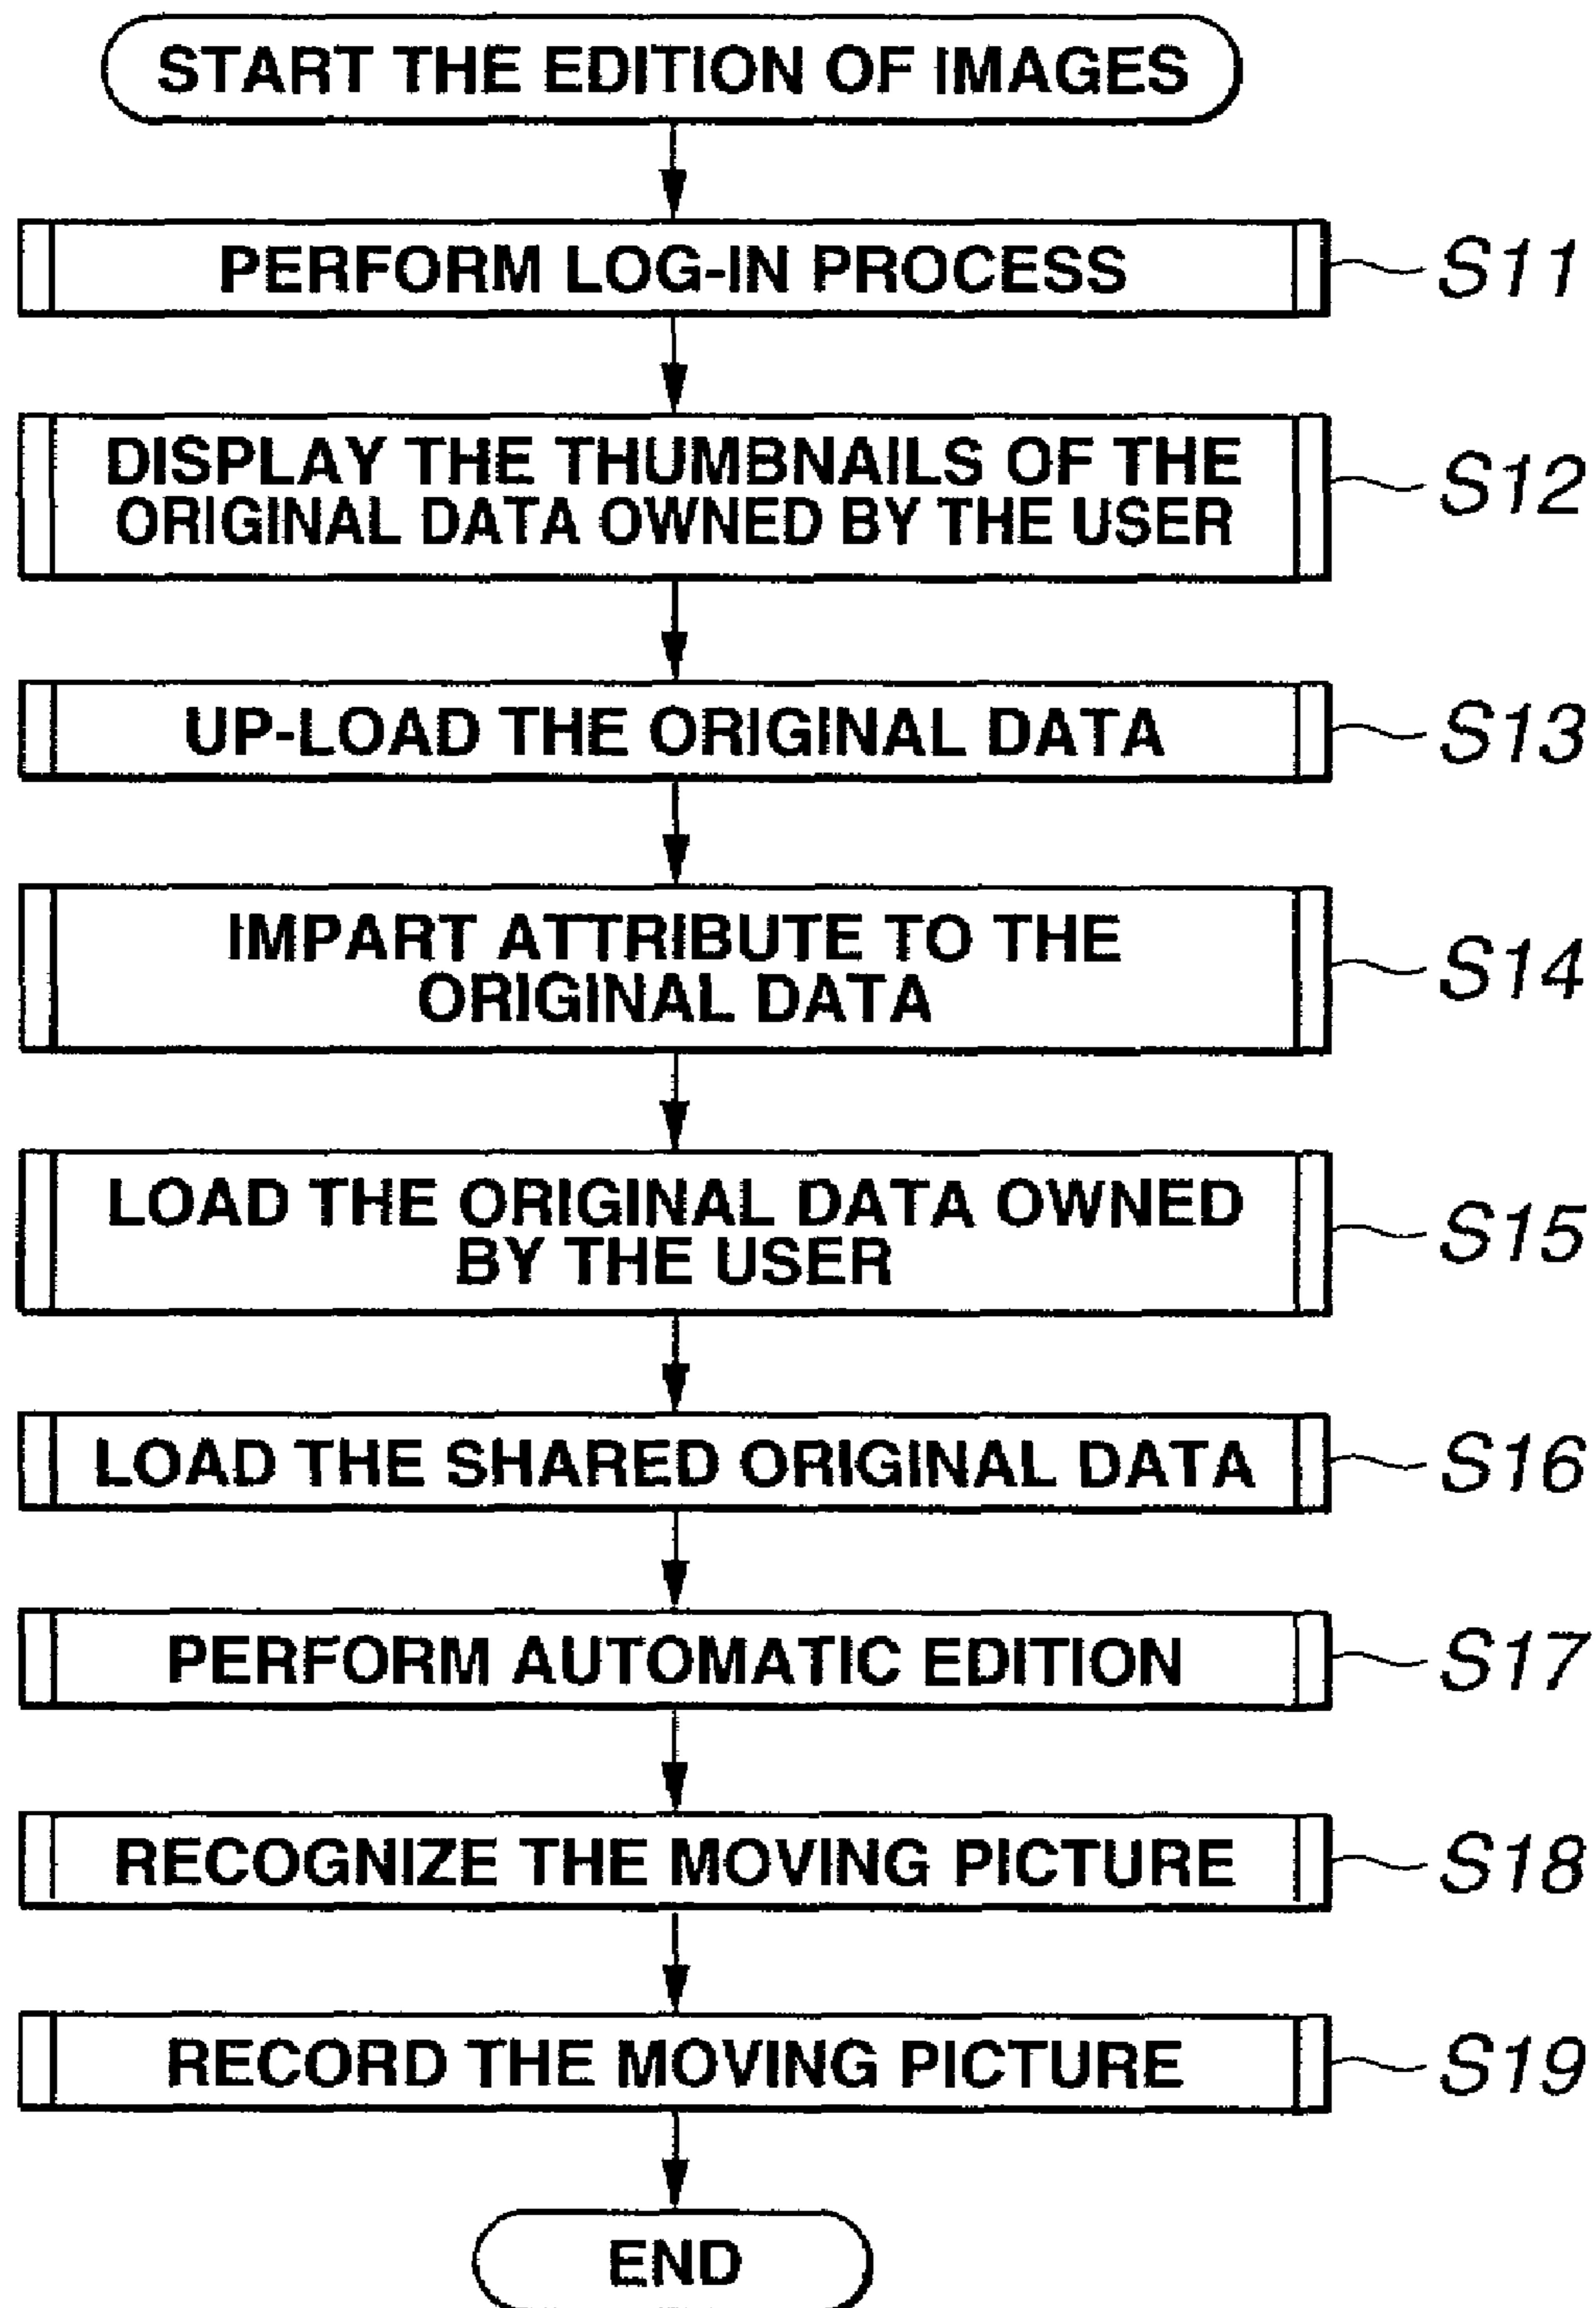 START THE EDITION OF IMAGES
PERFORM LOG-IN PROCESS
S11
DISPLAY THE THUMBNAILS OF THE
ORIGINAL DATA OWNED BY THE USER
S12
UP-LOAD THE ORIGINAL DATA
S13
IMPART ATTRIBUTE TO THE
ORIGINAL DATA
S14
LOAD THE ORIGINAL DATA OWNED
BY THE USER
S15
LOAD THE SHARED ORIGINAL DATA
S16
PERFORM AUTOMATIC EDITION
S17
RECOGNIZE THE MOVING PICTURE
S18
RECORD THE MOVING PICTURE
S19
END